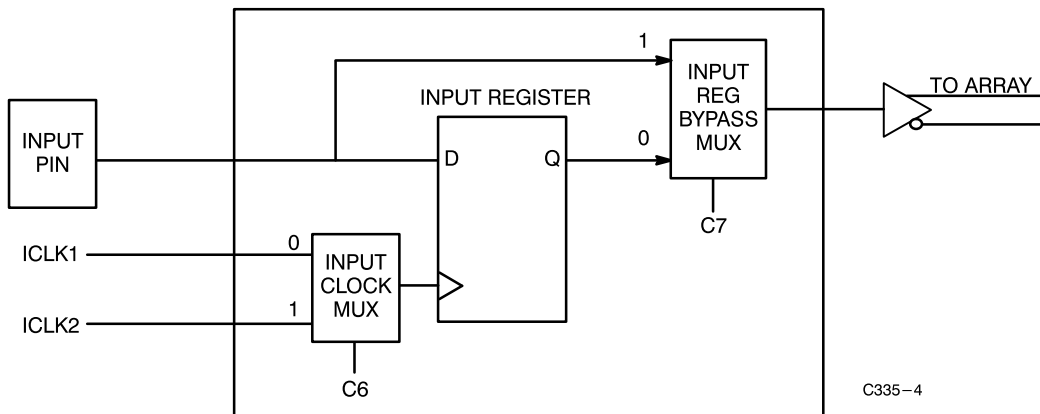 1
INPUT
REG
BYPASS
MUX
TO ARRAY
INPUT REGISTER
INPUT
PIN
D
Q
0
C7
ICLK1
0
INPUT
CLOCK
MUX
ICLK2
1
C6
C335-4